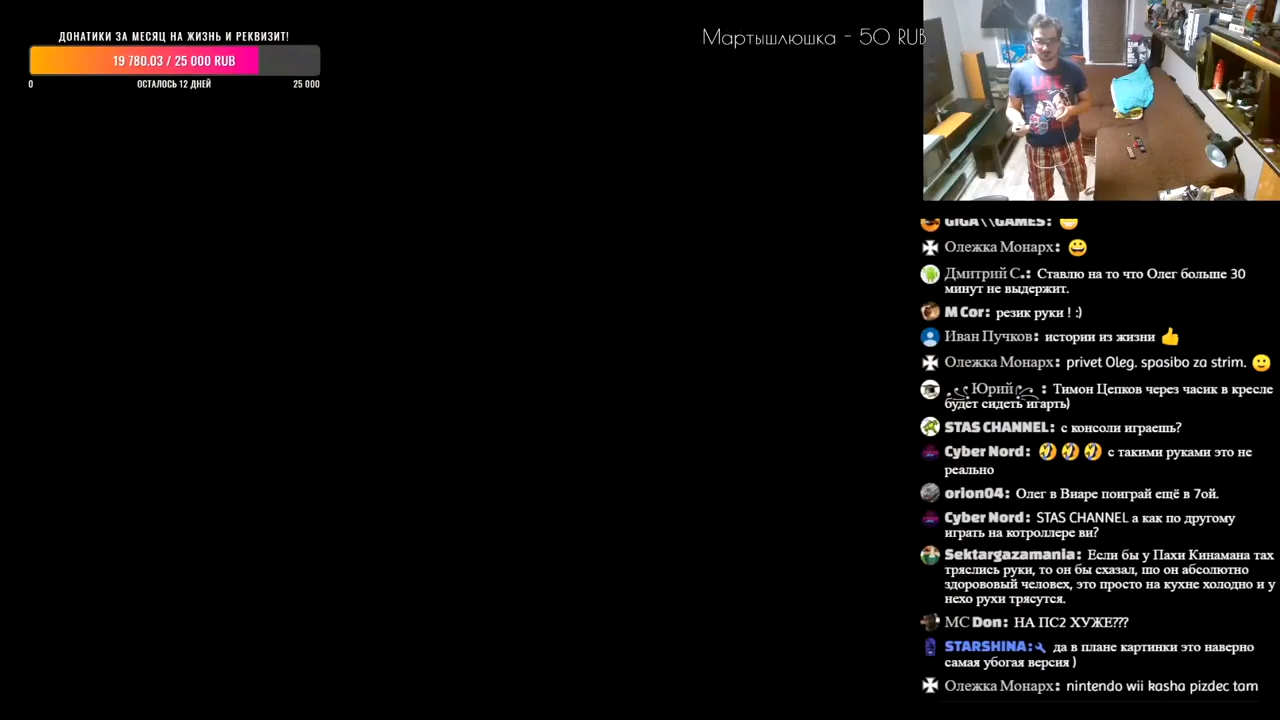 ДОНАТИКИ ЗА МЕСЯЦ НА ЖИЗНЬ И РЕКВИЗИТ!
19 780.03 / 25 000 RUB
0 ОСТАЛОСЬ 12 ДНЕЙ 25 000
Мартышлюшка - 50 RUB
GIGA\\GAMES: 😁
Олежка Монарх: 😀
Дмитрий С.: Ставлю на то что Олег больше 30
минут не выдержит.
M Cor: резик руки ! :)
Иван Пучков: истории из жизни 👍
Олежка Монарх: privet Oleg. spasibo za strim. 🙂
Юрий: Тимон Цепков через часик в кресле
будет сидеть игарть)
STAS CHANNEL: с консоли играешь?
Cyber Nord: 🤣🤣🤣 с такими руками это не
реально
orion04: Олег в Виаре поиграй ещё в 7ой.
Cyber Nord: STAS CHANNEL а как по другому
играть на котроллере ви?
Sektargazamania: Если бы у Пахи Кинамана тах
тряслись руки, то он бы схазал, шо он абсолютно
здорововый человех, это просто на кухне холодно и у
нехо рухи трясутся.
MC Don: НА ПС2 ХУЖЕ???
STARSHINA: да в плане картинки это наверно
самая убогая версия )
Олежка Монарх: nintendo wii kasha pizdec tam